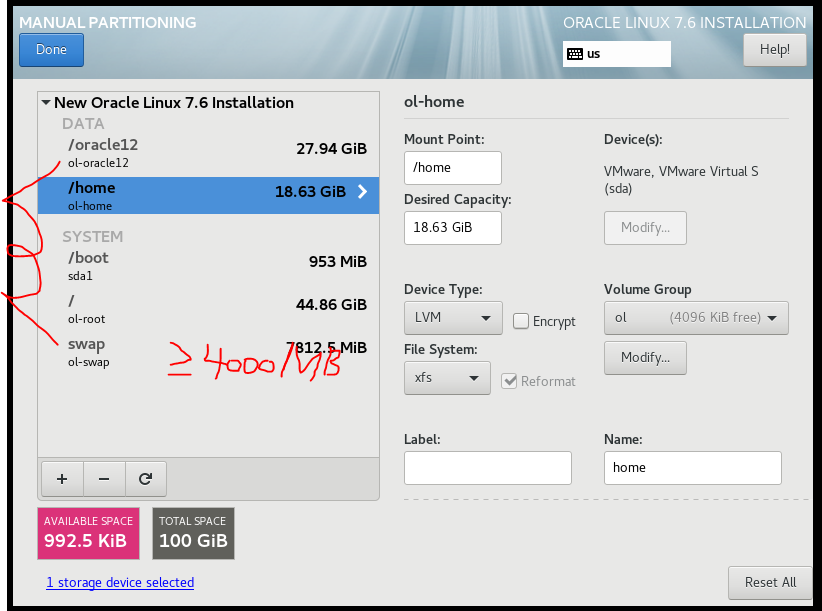 MANUAL PARTITIONING
ORACLE LINUX 7.6 INSTALLATION
Done
us
Help!
New Oracle Linux 7.6 Installation
DATA
/oracle12
27.94 GiB
ol-oracle12
/home
18.63 GiB
ol-home
SYSTEM
/boot
953 MiB
sda1
/
44.86 GiB
ol-root
swap
7812.5 MiB
ol-swap
≥4000MB
+
−
AVAILABLE SPACE
992.5 KiB
TOTAL SPACE
100 GiB
1 storage device selected
ol-home
Mount Point:
/home
Device(s):
VMware, VMware Virtual S
(sda)
Desired Capacity:
18.63 GiB
Modify...
Device Type:
LVM
Encrypt
Volume Group
ol (4096 KiB free)
File System:
xfs
Reformat
Modify...
Label:
Name:
home
Reset All